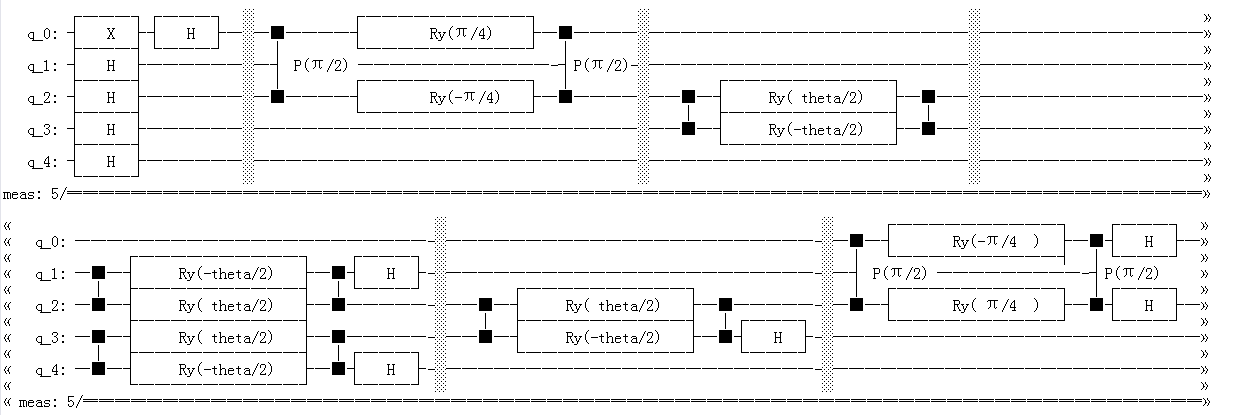 q_0: X H Ry(π/4) »
q_1: H P(π/2) P(π/2) »
q_2: H Ry(-π/4) Ry( theta/2) »
q_3: H Ry(-theta/2) »
q_4: H »
meas: 5/ »
« q_0: Ry(-π/4 ) H »
« q_1: Ry(-theta/2) H P(π/2) P(π/2) »
« q_2: Ry( theta/2) Ry( theta/2) Ry( π/4 ) H »
« q_3: Ry( theta/2) Ry(-theta/2) H »
« q_4: Ry(-theta/2) H »
« meas: 5/ »